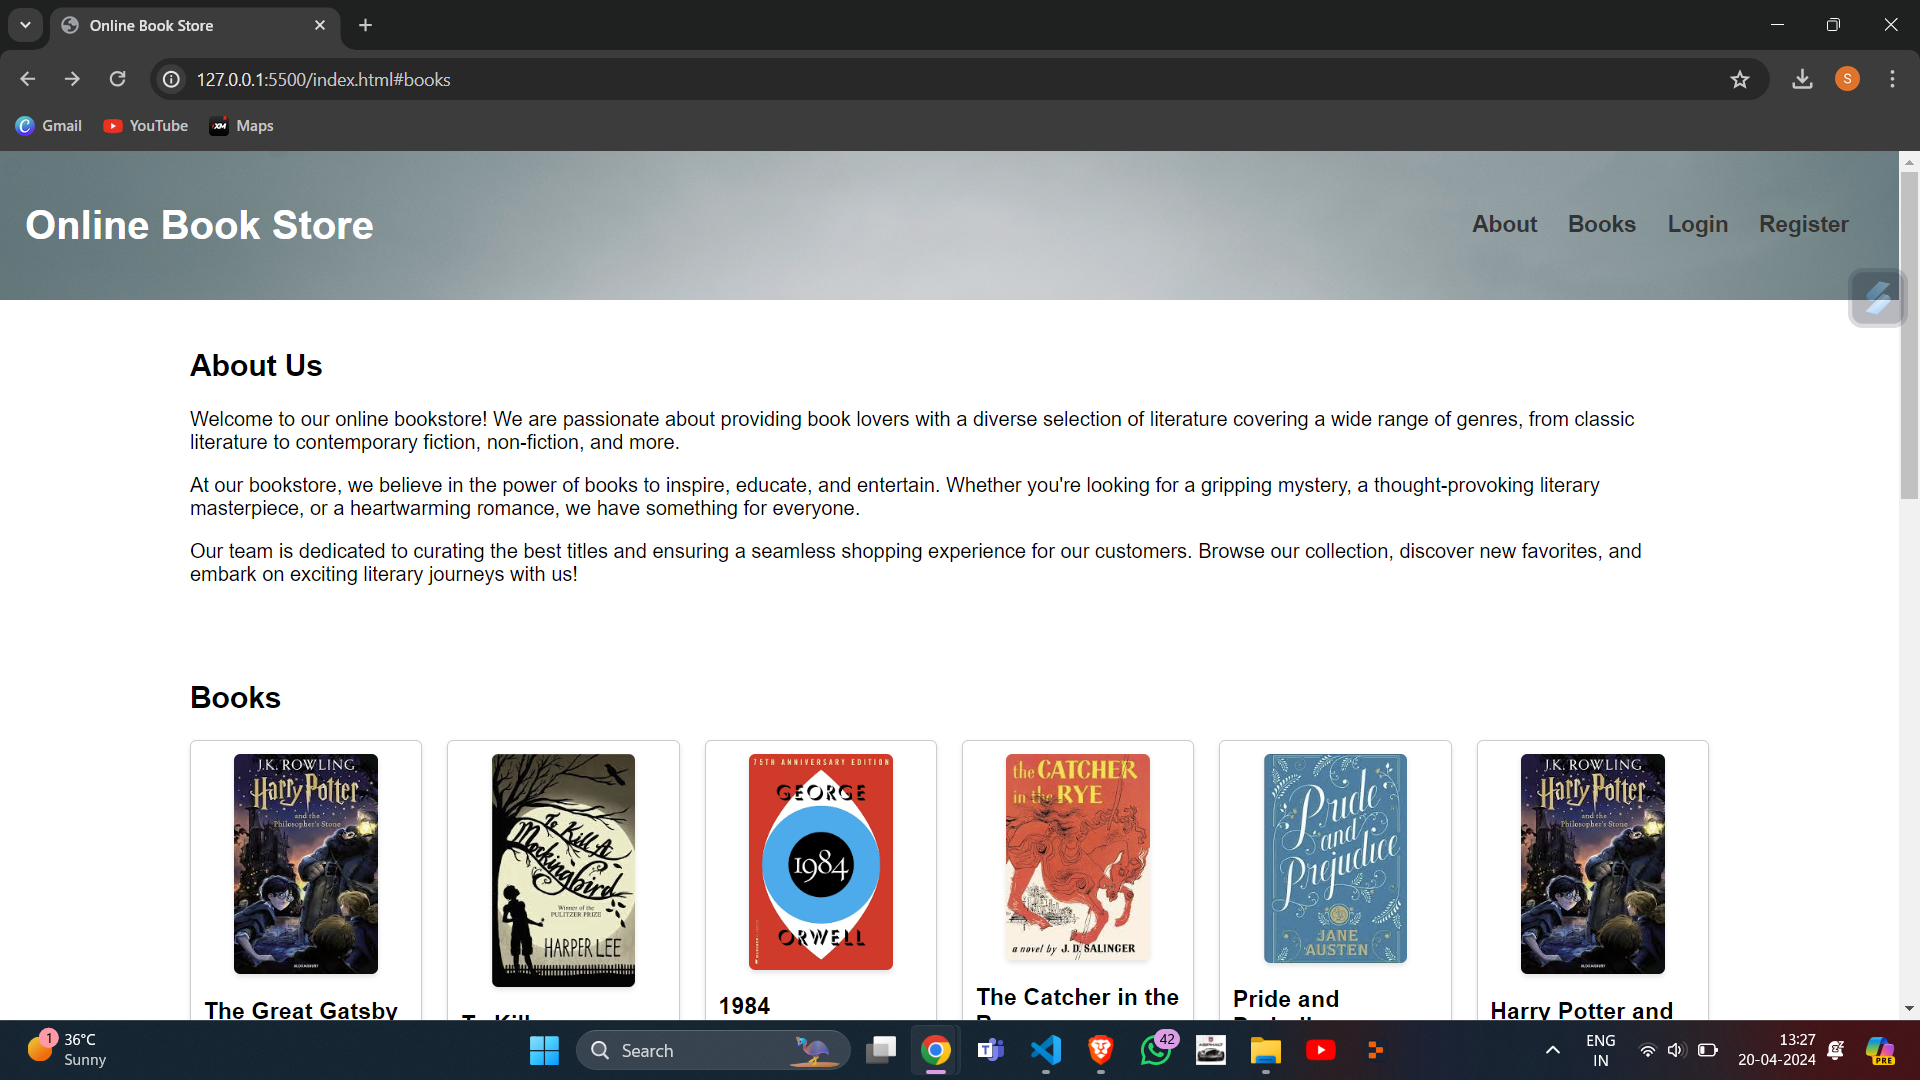 Online Book Store
127.0.0.1:5500/index.html#books
S
Gmail
YouTube
XM
Maps
Online Book Store
About Books Login Register
About Us
Welcome to our online bookstore! We are passionate about providing book lovers with a diverse selection of literature covering a wide range of genres, from classic
literature to contemporary fiction, non-fiction, and more.
At our bookstore, we believe in the power of books to inspire, educate, and entertain. Whether you're looking for a gripping mystery, a thought-provoking literary
masterpiece, or a heartwarming romance, we have something for everyone.
Our team is dedicated to curating the best titles and ensuring a seamless shopping experience for our customers. Browse our collection, discover new favorites, and
embark on exciting literary journeys with us!
Books
J.K. ROWLING
Harry Potter
and the
Philosopher's Stone
BLOOMSBURY
The Great Gatsby
To Kill A
Mockingbird
Winner of the
PULITZER PRIZE
HARPER LEE
To Kill
75TH ANNIVERSARY EDITION
GEORGE
1984
ORWELL
1984
the CATCHER
in the RYE
a novel by J. D. SALINGER
The Catcher in the
Pride
and
Prejudice
JANE
AUSTEN
Pride and
J.K. ROWLING
Harry Potter
and the
Philosopher's Stone
BLOOMSBURY
Harry Potter and
1
36°C
Sunny
Search
42
ENG
IN
13:27
20-04-2024
PRE